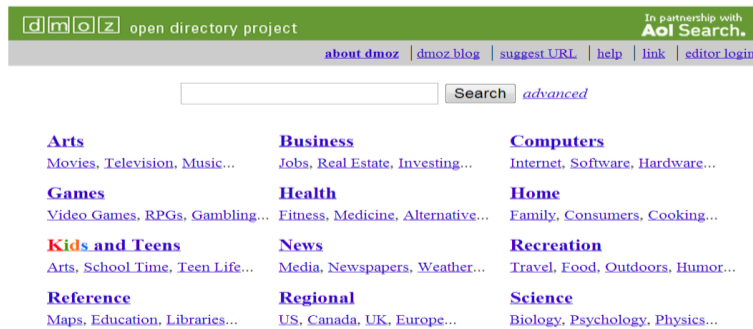 dmoz open directory project
In partnership with
Aol Search.
about dmoz | dmoz blog | suggest URL | help | link | editor login
Search advanced
Arts Business Computers
Movies, Television, Music... Jobs, Real Estate, Investing... Internet, Software, Hardware...
Games Health Home
Video Games, RPGs, Gambling... Fitness, Medicine, Alternative... Family, Consumers, Cooking...
Kids and Teens News Recreation
Arts, School Time, Teen Life... Media, Newspapers, Weather... Travel, Food, Outdoors, Humor...
Reference Regional Science
Maps, Education, Libraries... US, Canada, UK, Europe... Biology, Psychology, Physics...